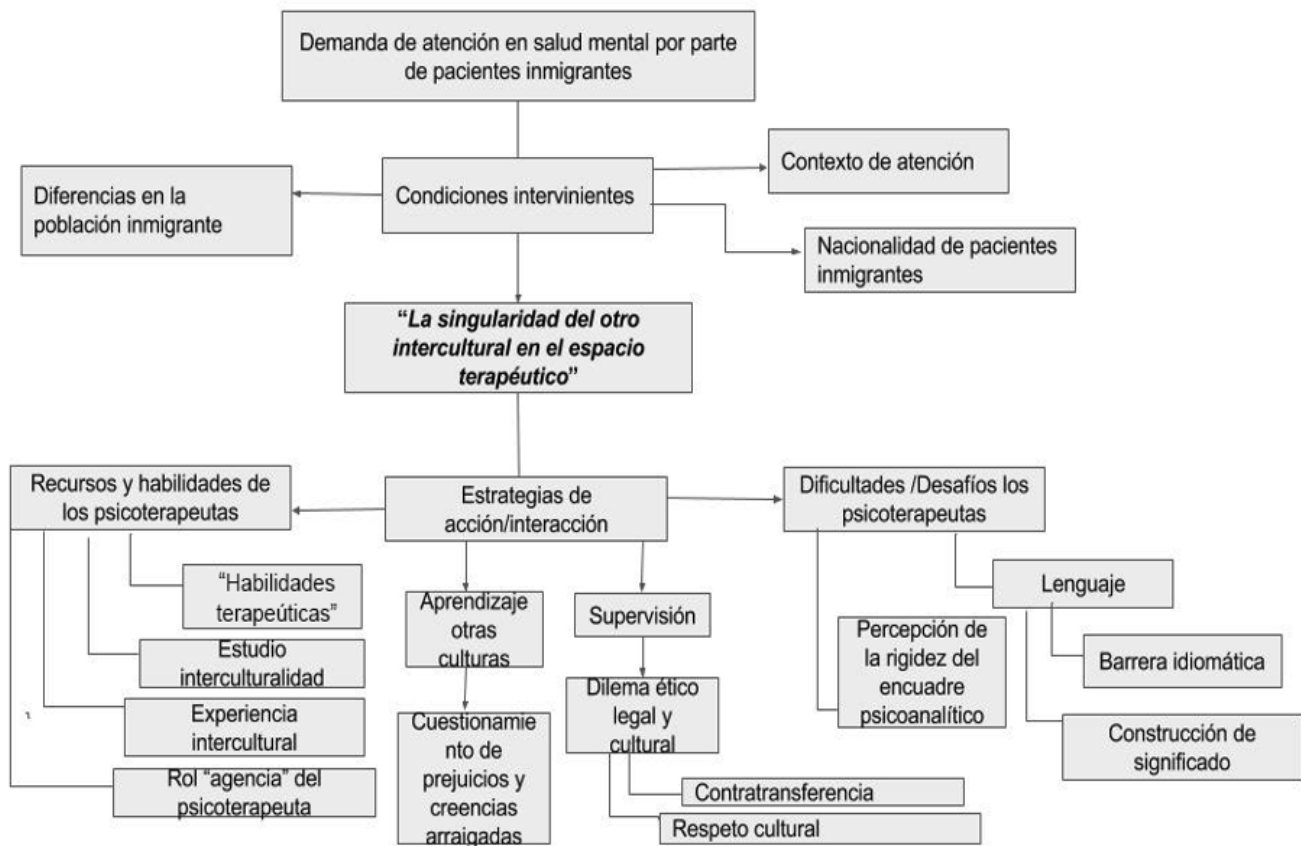 Demanda de atención en salud mental por parte
de pacientes inmigrantes
Diferencias en la
población inmigrante
Condiciones intervinientes
Contexto de atención
Nacionalidad de pacientes
inmigrantes
“La singularidad del otro
intercultural en el espacio
terapéutico”
Recursos y habilidades de
los psicoterapeutas
Estrategias de
acción/interacción
Dificultades /Desafíos los
psicoterapeutas
“Habilidades
terapeúticas”
Estudio
interculturalidad
Experiencia
intercultural
Rol “agencia” del
psicoterapeuta
Aprendizaje
otras
culturas
Cuestionamie
nto de
prejuicios y
creencias
arraigadas
Supervisión
Dilema ético
legal y
cultural
Contratransferencia
Respeto cultural
Percepción de
la rigidez del
encuadre
psicoanalítico
Lenguaje
Barrera idiomática
Construcción de
significado